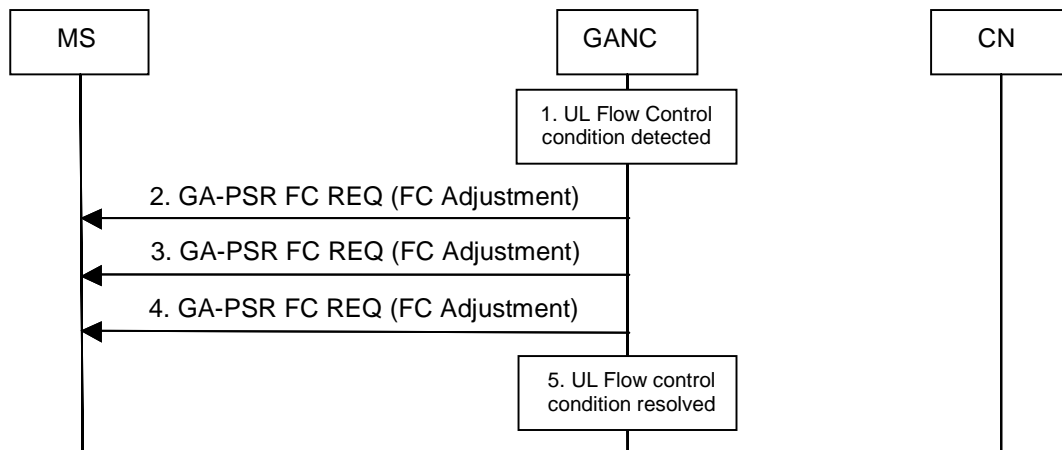 MS
GANC
CN
1. UL Flow Control
condition detected
2. GA-PSR FC REQ (FC Adjustment)
3. GA-PSR FC REQ (FC Adjustment)
4. GA-PSR FC REQ (FC Adjustment)
5. UL Flow control
condition resolved